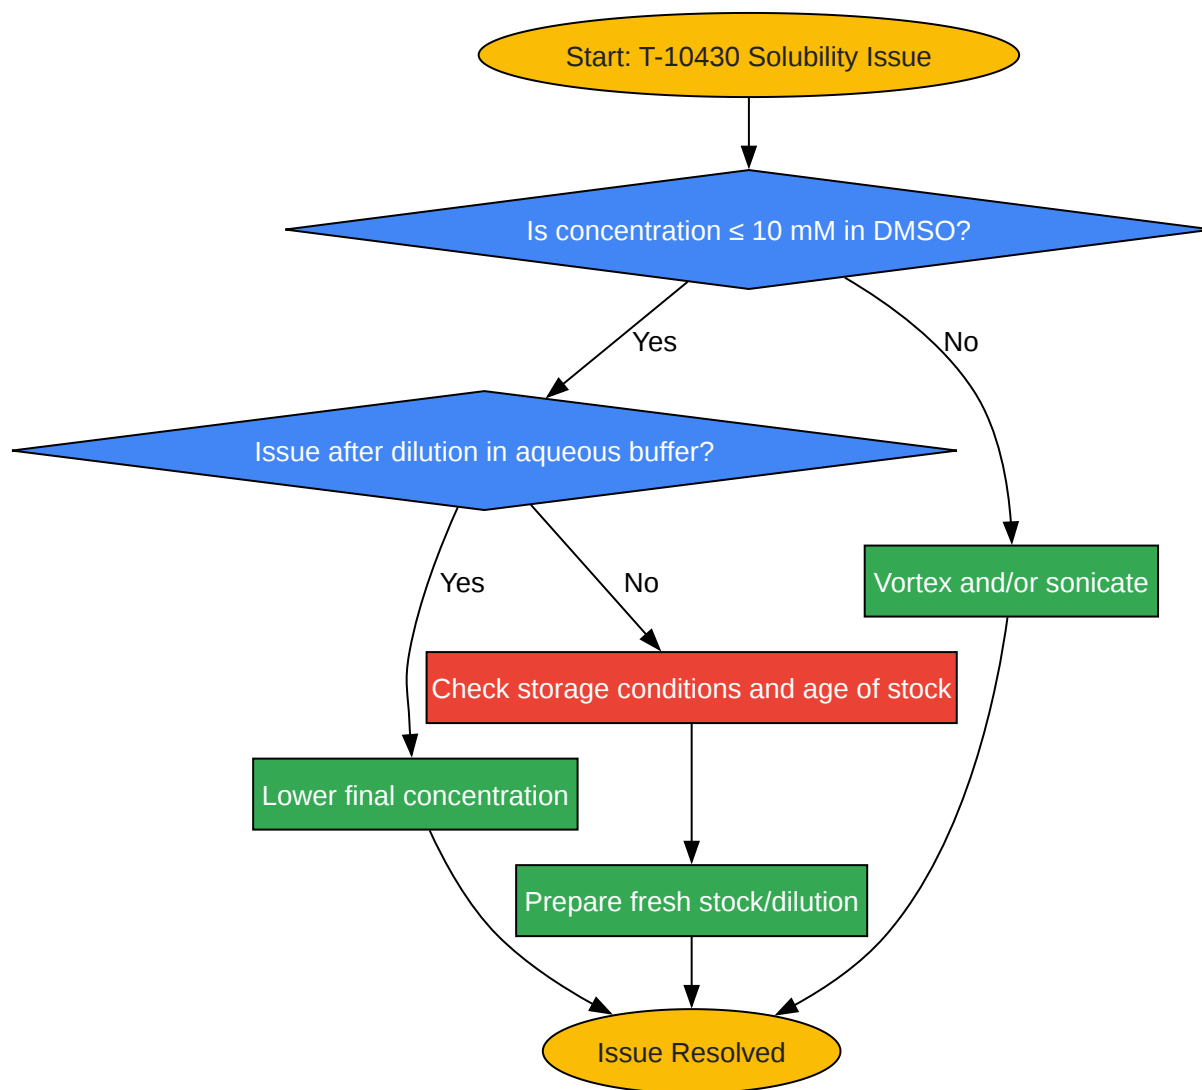 Start: T-10430 Solubility Issue
Is concentration ≤ 10 mM in DMSO?
Yes
No
Issue after dilution in aqueous buffer?
Yes
No
Vortex and/or sonicate
Check storage conditions and age of stock
Lower final concentration
Prepare fresh stock/dilution
Issue Resolved